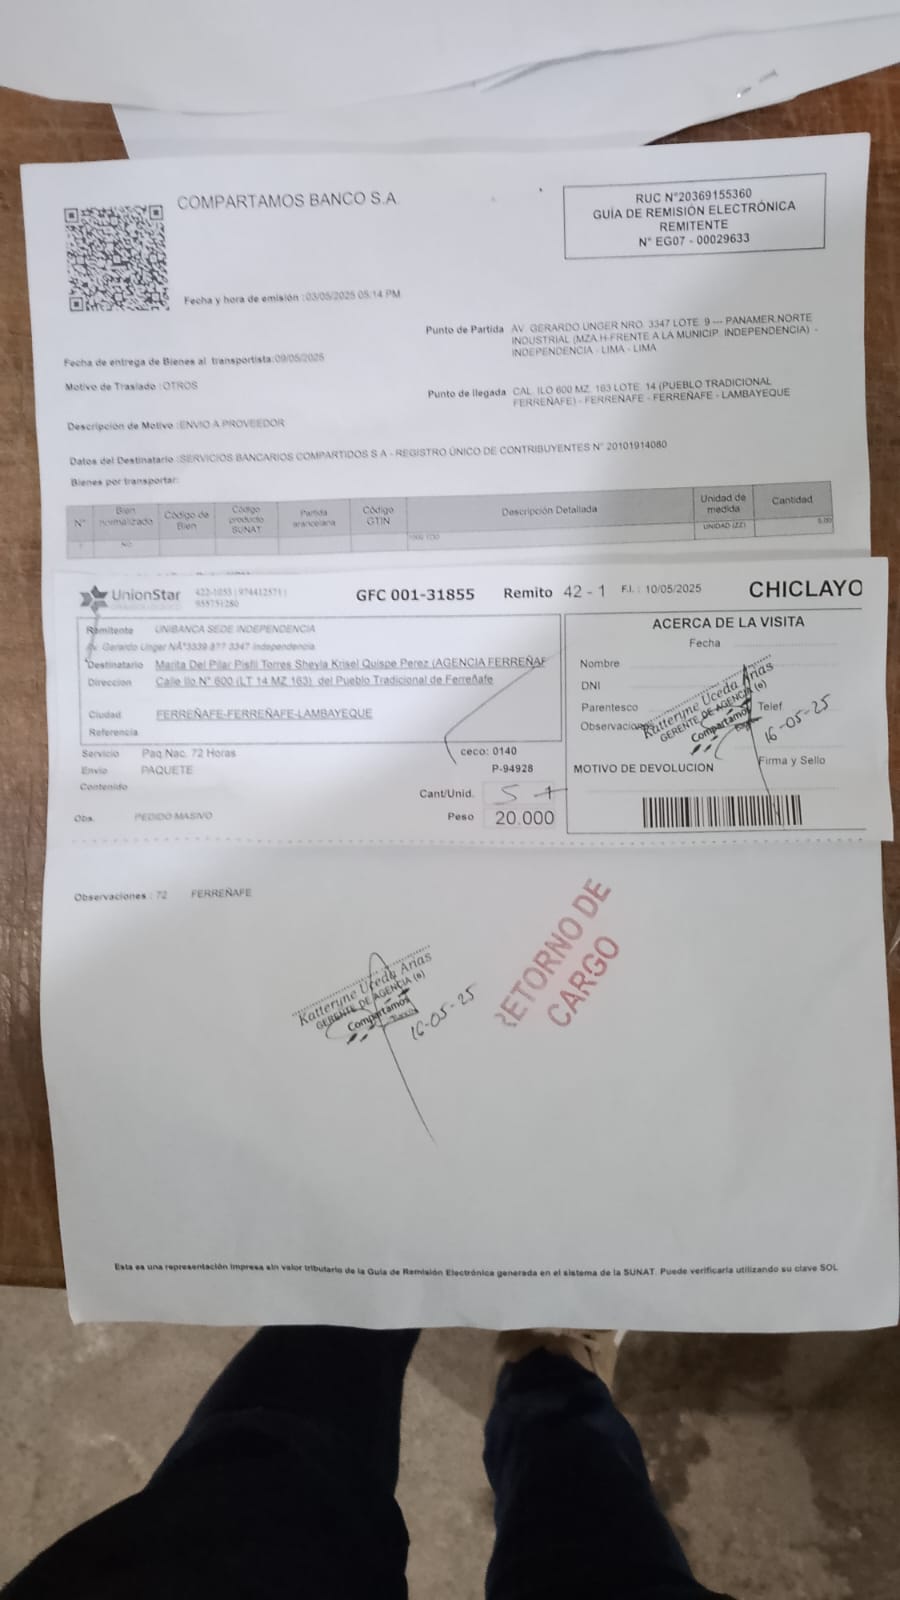 COMPARTAMOS BANCO S.A.
RUC N°20369155360
GUÍA DE REMISIÓN ELECTRÓNICA
REMITENTE
N° EG07 - 00029633
Fecha y hora de emisión :03/05/2025 05:14 PM
Punto de Partida AV. GERARDO UNGER NRO. 3347 LOTE. 9 --- PANAMER.NORTE
INDUSTRIAL (MZA.H-FRENTE A LA MUNICIP. INDEPENDENCIA) -
INDEPENDENCIA - LIMA - LIMA
Fecha de entrega de Bienes al transportista:09/05/2025
Motivo de Traslado :OTROS
Punto de llegada CAL. ILO 600 MZ. 163 LOTE. 14 (PUEBLO TRADICIONAL
FERREÑAFE) - FERREÑAFE - FERREÑAFE - LAMBAYEQUE
Descripción de Motivo :ENVIO A PROVEEDOR
Datos del Destinatario :SERVICIOS BANCARIOS COMPARTIDOS S A - REGISTRO ÚNICO DE CONTRIBUYENTES N° 20101914080
Bienes por transportar:
N° Bien normalizado Código de Bien Código producto SUNAT Partida arancelaria Código GTIN Descripción Detallada Unidad de medida Cantidad
NO UNIDAD (ZZ)
UnionStar
GFC 001-31855 Remito 42 - 1 F.I. : 10/05/2025 CHICLAYO
Remitente UNIBANCA SEDE INDEPENDENCIA
Av. Gerardo Unger NÂ°3339 a?? 3347 Independencia
Destinatario Marita Del Pilar Pisfil Torres Sheyla Krisel Quispe Perez (AGENCIA FERREÑAF
Direccion Calle Ilo N° 600 (LT 14 MZ 163), del Pueblo Tradicional de Ferreñafe
Ciudad FERREÑAFE-FERREÑAFE-LAMBAYEQUE
Referencia
Servicio Paq Nac. 72 Horas
Envio PAQUETE
Contenido
Obs. PEDIDO MASIVO
ceco: 0140
P-94928
Cant/Unid. 5
Peso 20.000
ACERCA DE LA VISITA
Fecha
Nombre
DNI
Parentesco Telef
Observacion
Katteryne Uceda Arias
GERENTE DE AGENCIA (e)
Compartamos
16-05-25
MOTIVO DE DEVOLUCION Firma y Sello
Observaciones : 72 FERREÑAFE
Katteryne Uceda Arias
GERENTE DE AGENCIA (e)
Compartamos
Banco
16-05-25
RETORNO DE
CARGO
Esta es una representación impresa sin valor tributario de la Guía de Remisión Electrónica generada en el sistema de la SUNAT. Puede verificarla utilizando su clave SOL